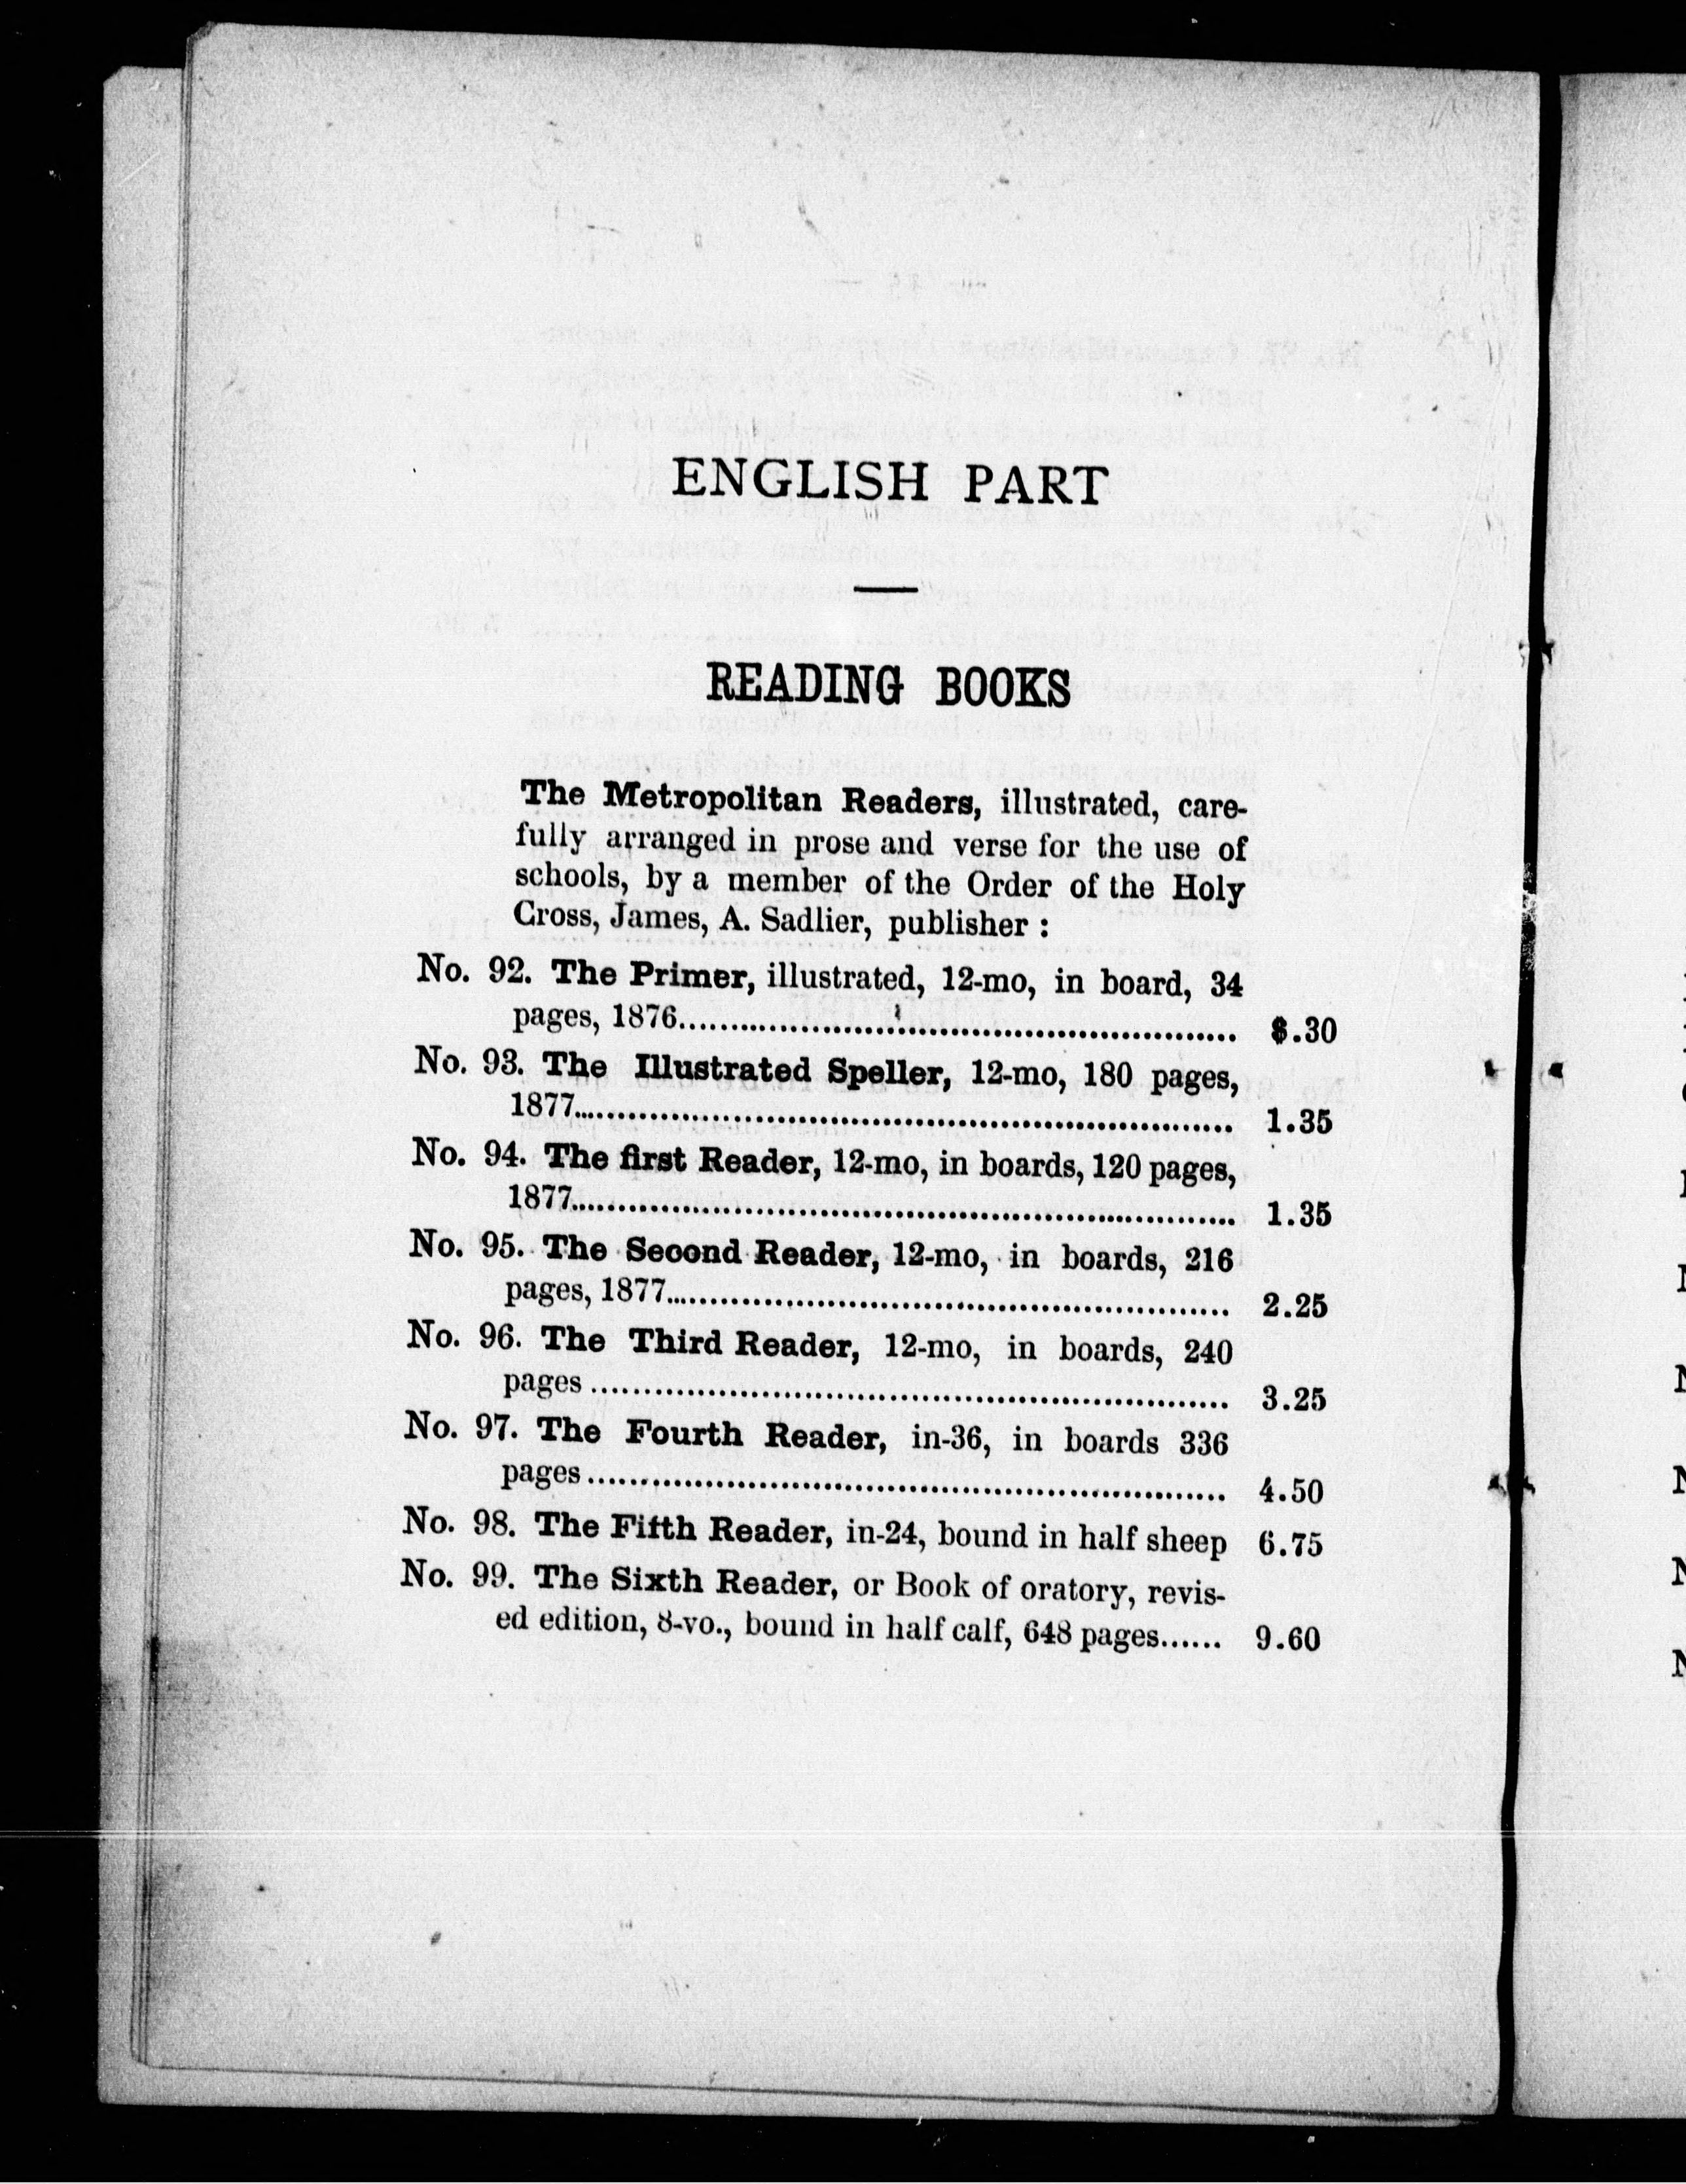 ENGLISH PART
READING BOOKS
The Metropolitan Readers, illustrated, care-
fully arranged in prose and verse for the use of
schools, by a member of the Order of the Holy
Cross, James, A. Sadlier, publisher :
No. 92. The Primer, illustrated, 12-mo, in board, 34
pages, 1876.......................................................... $.30
No. 93. The Illustrated Speller, 12-mo, 180 pages,
1877.................................................................... 1.35
No. 94. The first Reader, 12-mo, in boards, 120 pages,
1877.................................................................... 1.35
No. 95. The Second Reader, 12-mo, in boards, 216
pages, 1877.......................................................... 2.25
No. 96. The Third Reader, 12-mo, in boards, 240
pages ................................................................ 3.25
No. 97. The Fourth Reader, in-36, in boards 336
pages ................................................................ 4.50
No. 98. The Fifth Reader, in-24, bound in half sheep 6.75
No. 99. The Sixth Reader, or Book of oratory, revis-
ed edition, 8-vo., bound in half calf, 648 pages...... 9.60